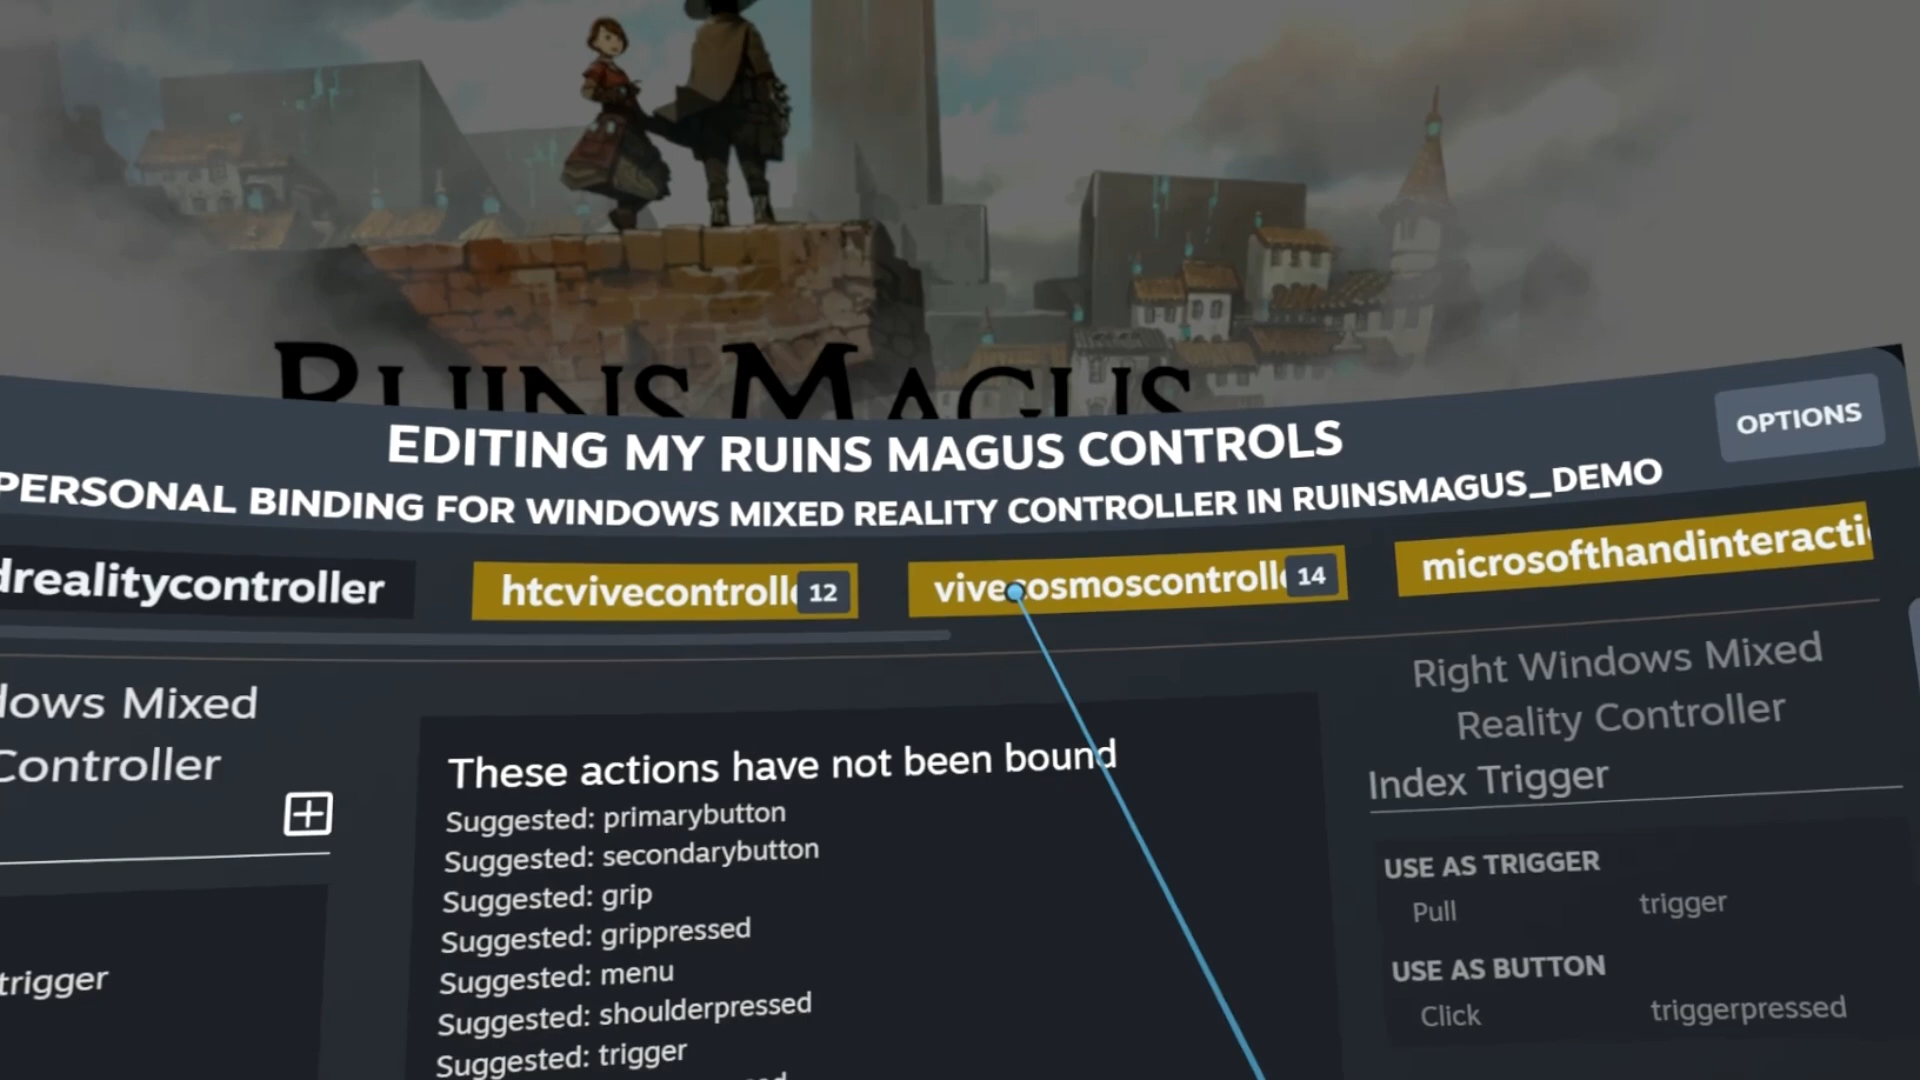 RUINS MAGUS
EDITING MY RUINS MAGUS CONTROLS
OPTIONS
PERSONAL BINDING FOR WINDOWS MIXED REALITY CONTROLLER IN RUINSMAGUS_DEMO
drealitycontroller
htcvivecontroll
12
vivecosmoscontroll
14
microsofthandinteracti
dows Mixed
Controller
trigger
These actions have not been bound
Suggested: primarybutton
Suggested: secondarybutton
Suggested: grip
Suggested: grippressed
Suggested: menu
Suggested: shoulderpressed
Suggested: trigger
Right Windows Mixed
Reality Controller
Index Trigger
USE AS TRIGGER
Pull trigger
USE AS BUTTON
Click triggerpressed